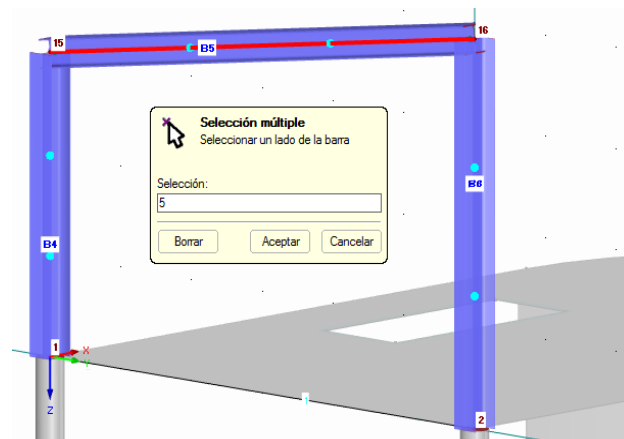 15
16
B5
Selección múltiple
Seleccionar un lado de la barra
Selección:
5
Borrar
Aceptar
Cancelar
B4
B6
1
X
Y
Z
1
2